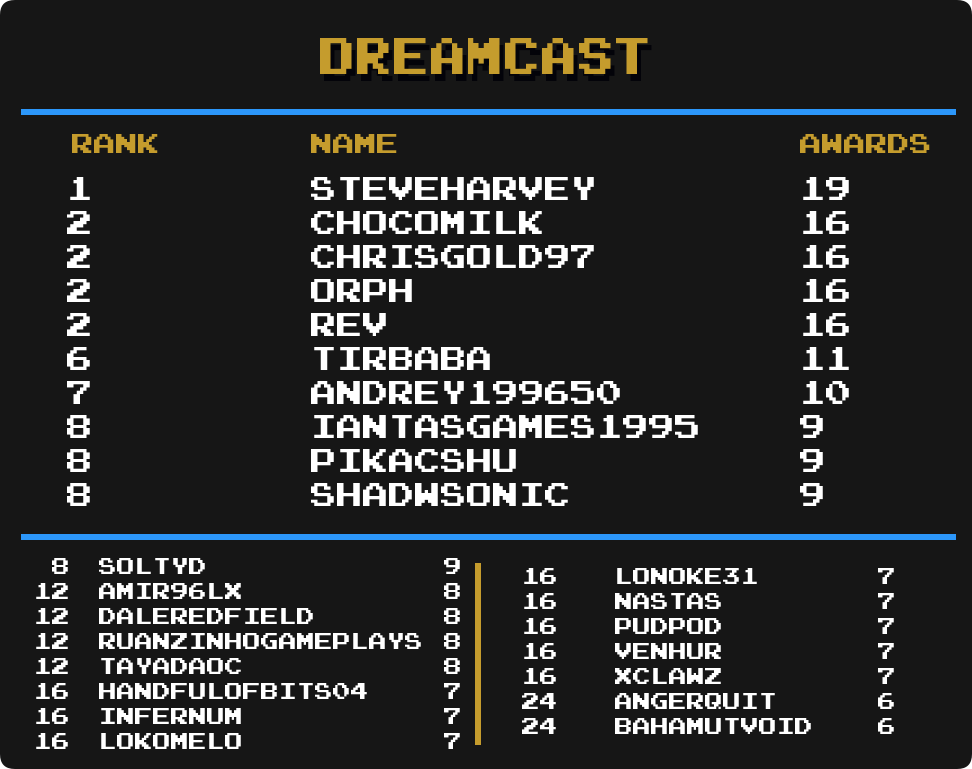 DREAMCAST
RANK NAME AWARDS
1 STEVEHARVEY 19
2 CHOCOMILK 16
2 CHRISGOLD97 16
2 ORPH 16
2 REV 16
6 TIRBABA 11
7 ANDREY199650 10
8 IANTASGAMES1995 9
8 PIKACSHU 9
8 SHADWSONIC 9
8 SOLTYD 9
12 AMIR96LX 8
12 DALEREDFIELD 8
12 RUANZINHOGAMEPLAYS 8
12 TAYADAOC 8
16 HANDFULOFBITS04 7
16 INFERNUM 7
16 LOKOMELO 7
16 LONOKE31 7
16 NASTAS 7
16 PUDPOD 7
16 VENHUR 7
16 XCLAWZ 7
24 ANGERQUIT 6
24 BAHAMUTVOID 6